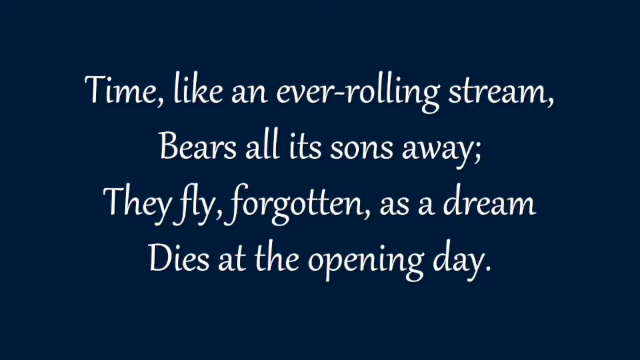 Time, like an ever-rolling stream,
Bears all its sons away;
They fly, forgotten, as a dream
Dies at the opening day.